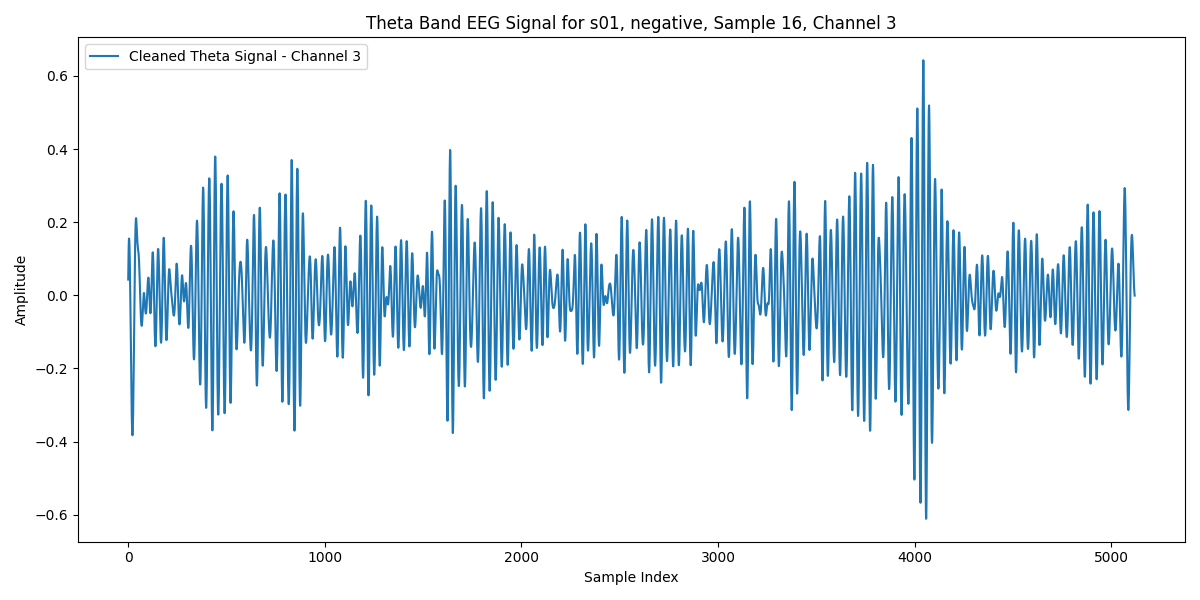 Theta Band EEG Signal for s01, negative, Sample 16, Channel 3
Cleaned Theta Signal - Channel 3
Amplitude
0.6
0.4
0.2
0.0
−0.2
−0.4
−0.6
0 1000 2000 3000 4000 5000
Sample Index